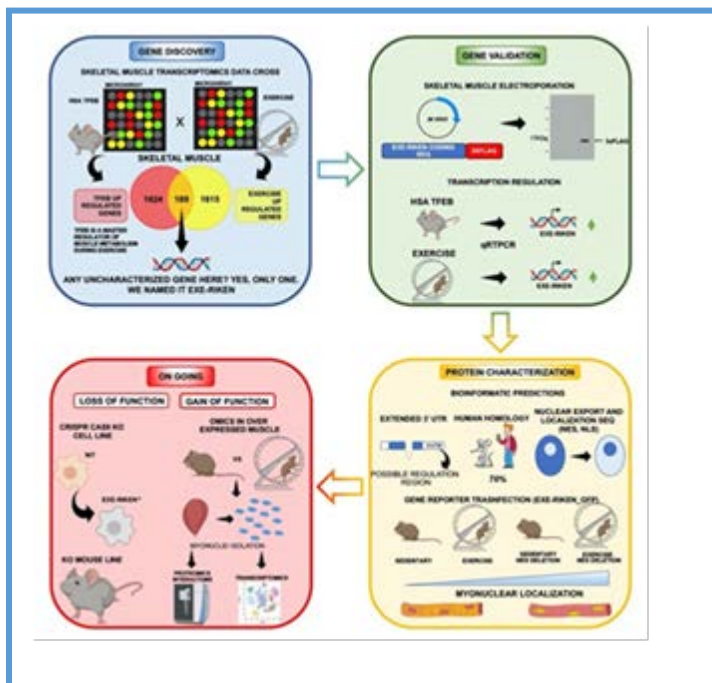 GENE DISCOVERY
SKELETAL MUSCLE TRANSCRIPTOMICS DATA CROSS
MICROARRAY
MICROARRAY
HSA TFEB
EXERCISE
X
SKELETAL MUSCLE
TFEB UP
REGULATED
GENES
1824
1615
EXERCISE
UP
REGULATED
GENES
TFEB IS A MASTER
REGULATOR OF
MUSCLE METABOLISM
DURING EXERCISE
ANY UNCHARACTERIZED GENE HERE? YES, ONLY ONE.
WE NAMED IT EXE-RIKEN
GENE VALIDATION
SKELETAL MUSCLE ELECTROPORATION
EXE-RIKEN CODING
SEQ
3xFLAG
3xFLAG
TRANSCRIPTION REGULATION
HSA TFEB
qRTPCR
EXE-RIKEN
EXERCISE
EXE-RIKEN
PROTEIN CHARACTERIZATION
BIOINFORMATIC PREDICTIONS
EXTENDED 3' UTR
HUMAN HOMOLOGY
NUCLEAR EXPORT AND
LOCALIZATION SEQ
(NES, NLS)
POSSIBLE REGULATION
REGION
GENE REPORTER TRASNFECTION (EXE-RIKEN_GFP)
SEDENTARY
EXERCISE
SEDENTARY
NES DELETION
EXERCISE
NES DELETION
MYONUCLEAR LOCALIZATION
ON GOING
LOSS OF FUNCTION
GAIN OF FUNCTION
CRISPR CAS9 KO
CELL LINE
WT
EXE-RIKEN
KO MOUSE LINE
OMICS IN OVER
EXPRESSED MUSCLE
VS
MYONUCLEI ISOLATION
PROTEOMICS
INTERACTIONS
TRANSCRIPTOMICS